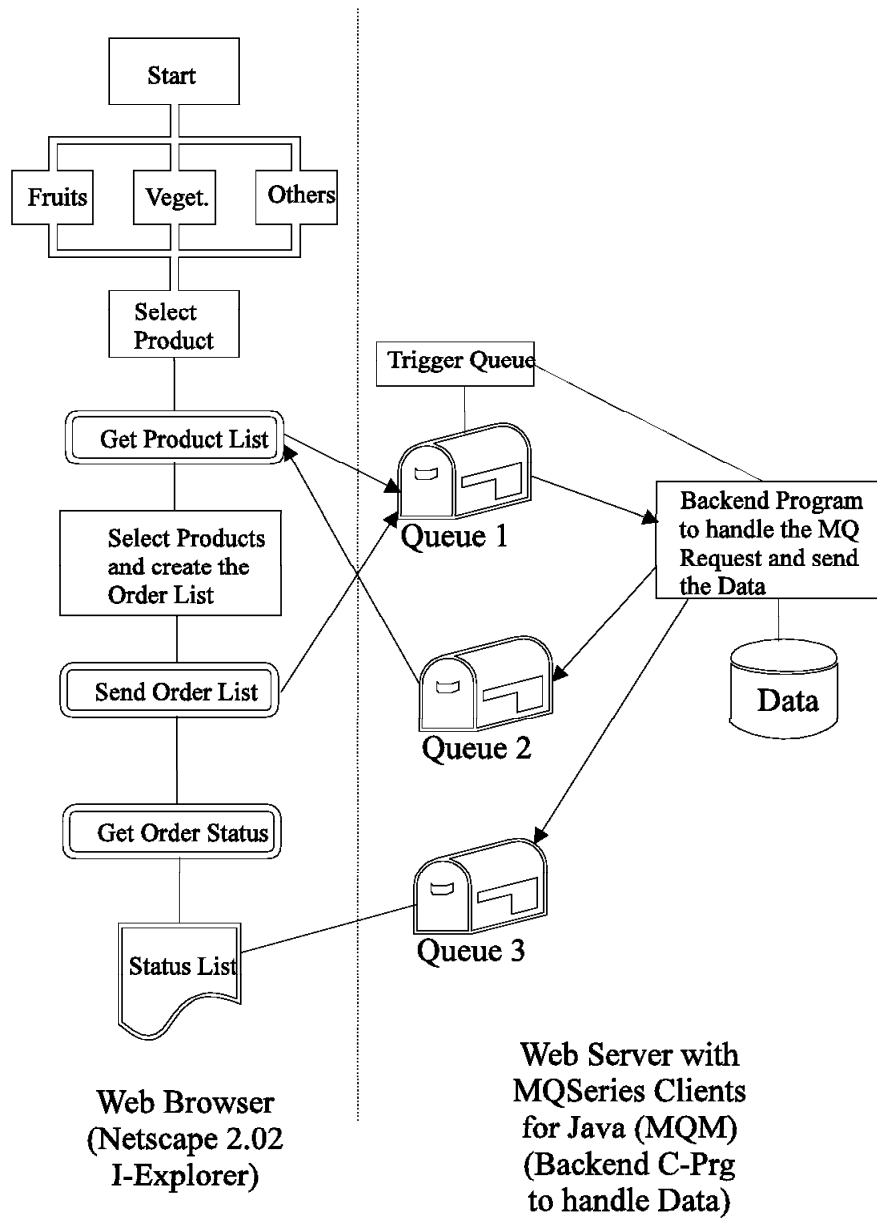 Start
Fruits
Veget.
Others
Select
Product
Trigger Queue
Get Product List
Queue 1
Backend Program
to handle the MQ
Request and send
the Data
Select Products
and create the
Order List
Send Order List
Queue 2
Data
Get Order Status
Queue 3
Status List
Web Browser
(Netscape 2.02
I-Explorer)
Web Server with
MQSeries Clients
for Java (MQM)
(Backend C-Prg
to handle Data)